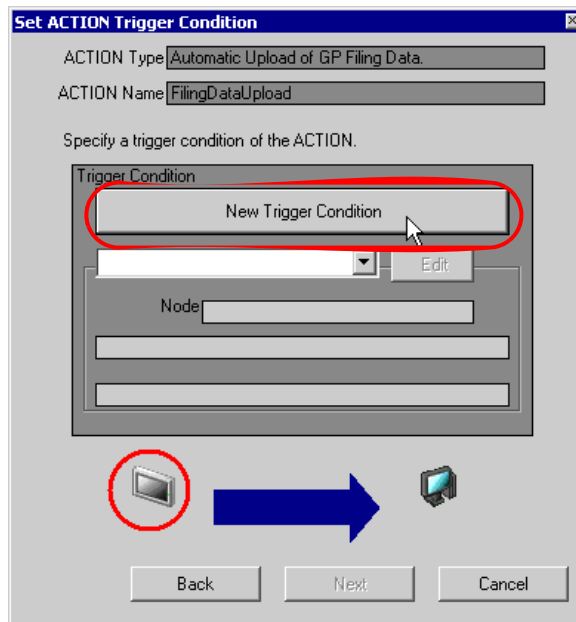 Set ACTION Trigger Condition
ACTION Type Automatic Upload of GP Filing Data.
ACTION Name FilingDataUpload
Specify a trigger condition of the ACTION.
Trigger Condition
New Trigger Condition
Edit
Node
Back Next Cancel